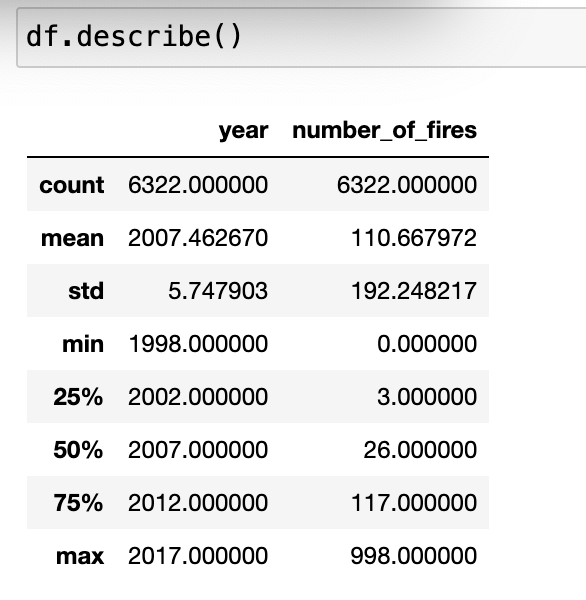 df.describe()
year number_of_fires
count 6322.000000 6322.000000
mean 2007.462670 110.667972
std 5.747903 192.248217
min 1998.000000 0.000000
25% 2002.000000 3.000000
50% 2007.000000 26.000000
75% 2012.000000 117.000000
max 2017.000000 998.000000